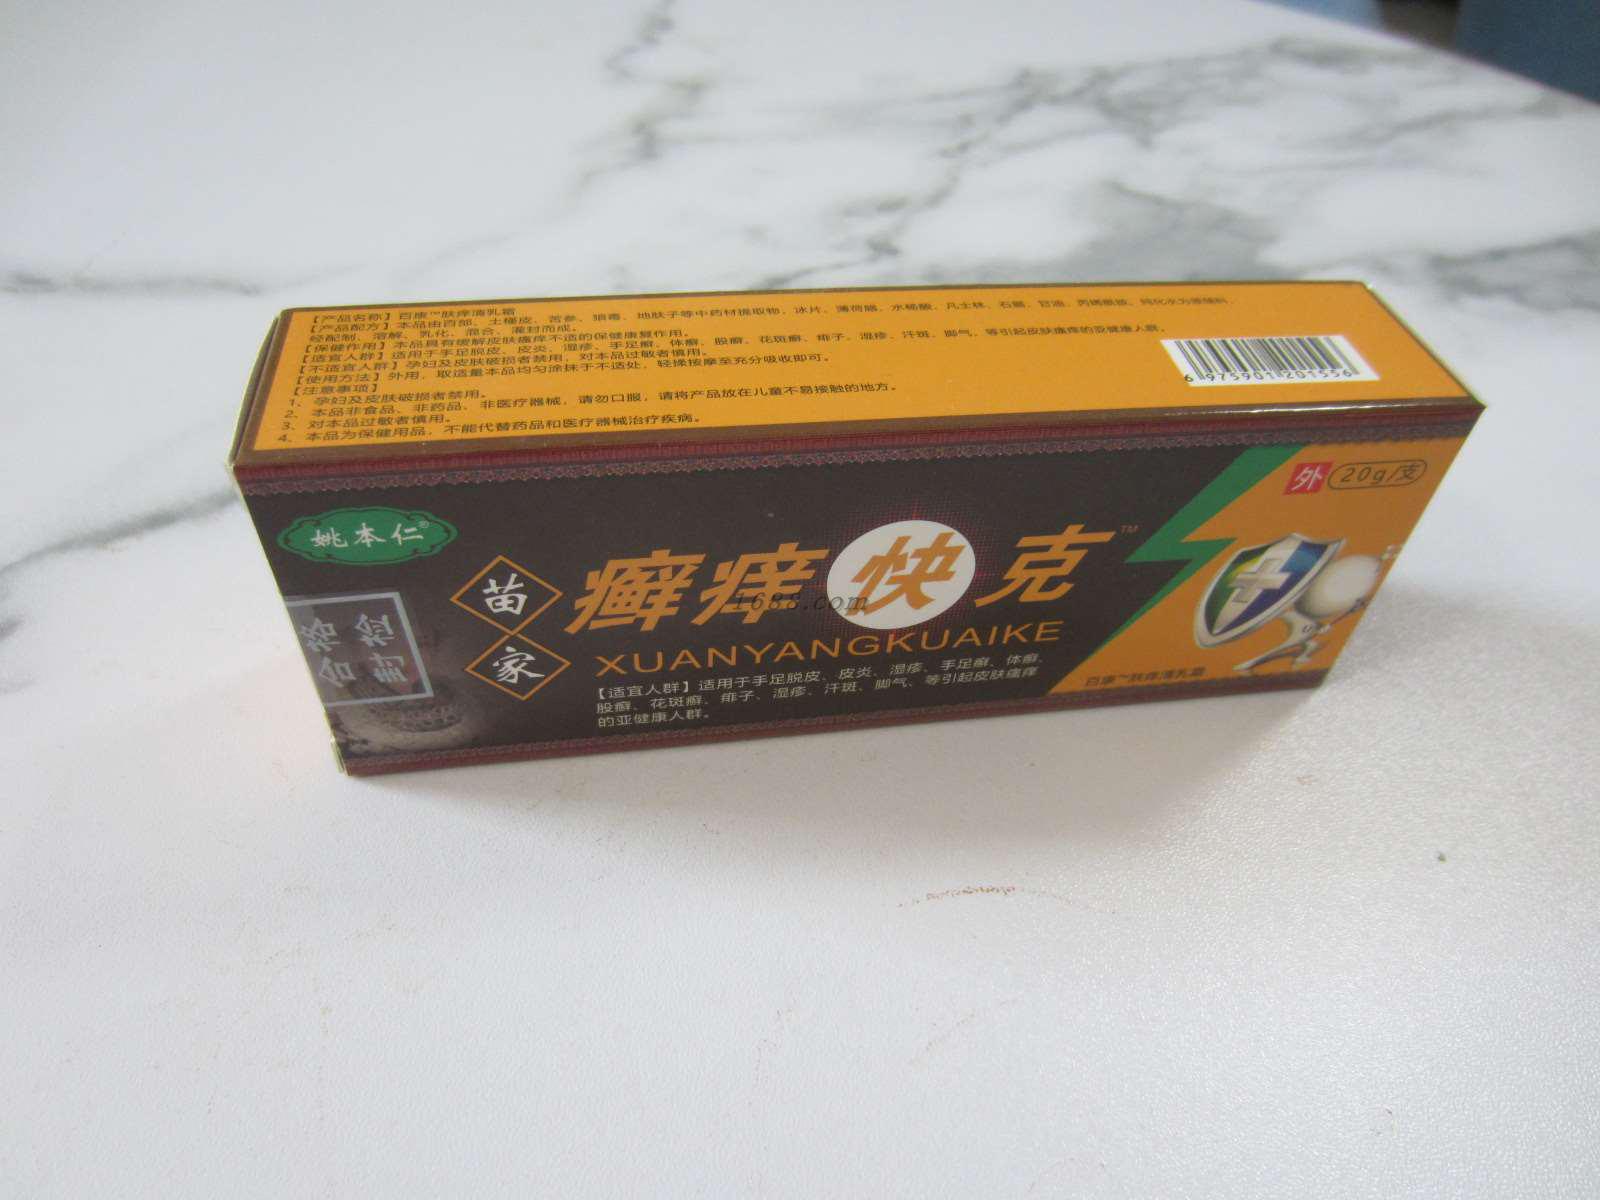 【产品名称】百康™肤痒清乳霜
【产品配方】本品由百部、土槿皮、苦参、狼毒、地肤子等中药材提取物、冰片、薄荷脑、水杨酸、凡士林、石蜡、甘油、丙烯酰胺、纯化水为原辅料，
经配制、溶解、乳化、混合、灌封而成。
【保健作用】本品具有缓解皮肤瘙痒不适的保健康复作用。
【适宜人群】适用于手足脱皮、皮炎、湿疹、手足癣、体癣、股癣、花斑癣、痱子、湿疹、汗斑、脚气、等引起皮肤瘙痒的亚健康人群。
【不适宜人群】孕妇及皮肤破损者禁用，对本品过敏者慎用。
【使用方法】外用，取适量本品均匀涂抹于不适处，轻揉按摩至充分吸收即可。
【注意事项】
1、孕妇及皮肤破损者禁用。
2、本品非食品、非药品、非医疗器械，请勿口服，请将产品放在儿童不易接触的地方。
3、对本品过敏者慎用。
4、本品为保健用品，不能代替药品和医疗器械治疗疾病。
6 975901 201556
外 20g/支
姚本仁®
苗家
癣痒快克™
1688.com
XUANYANGKUAIKE
检封
合格
【适宜人群】适用于手足脱皮、皮炎、湿疹、手足癣、体癣、
股癣、花斑癣、痱子、湿疹、汗斑、脚气、等引起皮肤瘙痒
的亚健康人群。
百康™肤痒清乳霜